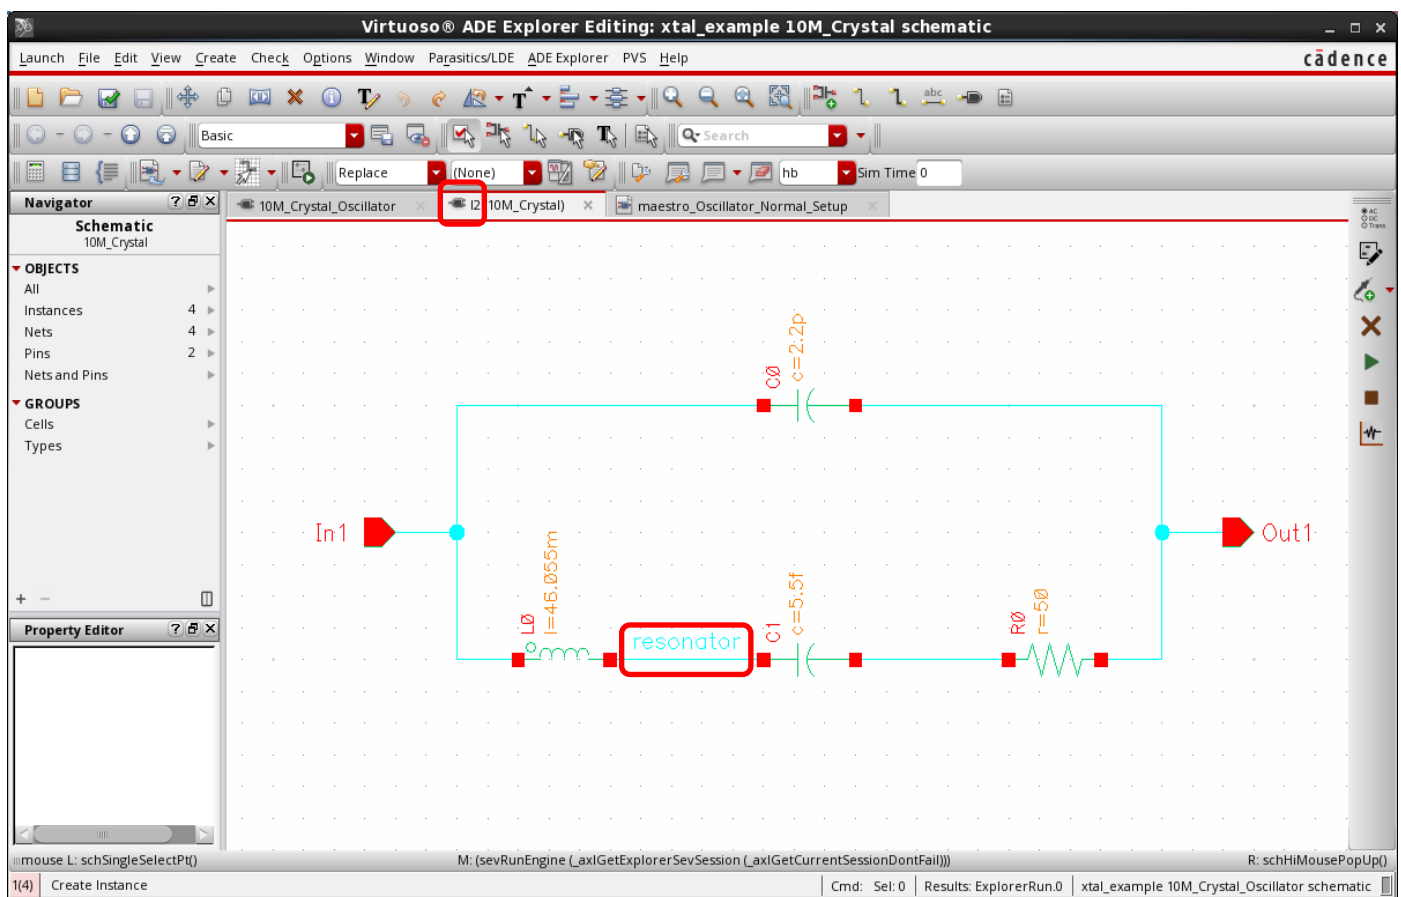 Virtuoso® ADE Explorer Editing: xtal_example 10M_Crystal schematic
Launch File Edit View Create Check Options Window Parasitics/LDE ADE Explorer PVS Help
cādence
abc
Basic
Search
Replace
(None)
hb
Sim Time 0
Navigator
10M_Crystal_Oscillator
I2 10M_Crystal)
maestro_Oscillator_Normal_Setup
Schematic
10M_Crystal
OBJECTS
All
Instances 4
Nets 4
Pins 2
Nets and Pins
GROUPS
Cells
Types
AC
DC
Trans
C0
c=2.2p
In1
Out1
L0
l=46.055m
resonator
C1
c=5.5f
R0
r=50
Property Editor
mouse L: schSingleSelectPt()
M: (sevRunEngine (_axlGetExplorerSevSession (_axlGetCurrentSessionDontFail)))
R: schHiMousePopUp()
1(4) Create Instance
Cmd: Sel: 0
Results: ExplorerRun.0
xtal_example 10M_Crystal_Oscillator schematic